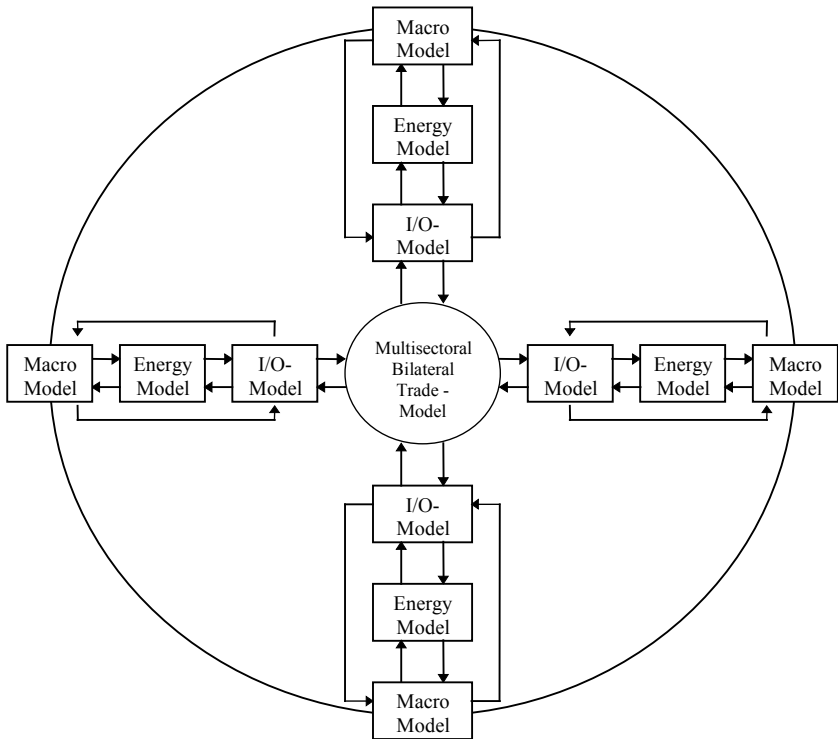 Macro
Model
Energy
Model
I/O-
Model
Macro
Model
Energy
Model
I/O-
Model
Multisectoral
Bilateral
Trade -
Model
I/O-
Model
Energy
Model
Macro
Model
I/O-
Model
Energy
Model
Macro
Model